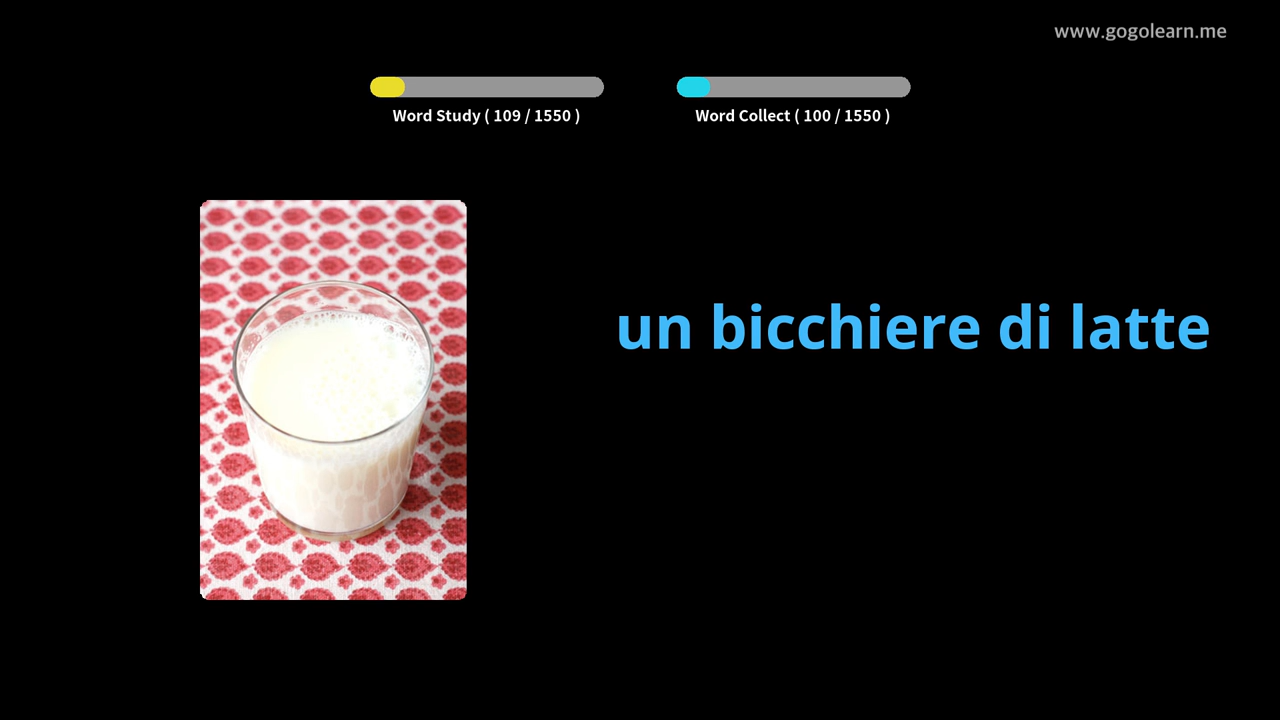 www.gogolearn.me
Word Study ( 109 / 1550 )
Word Collect ( 100 / 1550 )
un bicchiere di latte